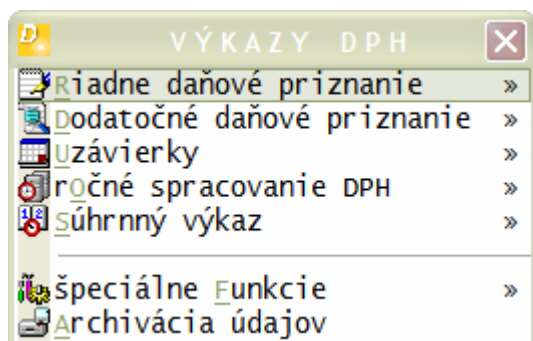 VÝKAZY DPH
Riadne daňové priznanie »
Dodatočné daňové priznanie »
Uzávierky »
rOčné spracovanie DPH »
Súhrnný výkaz »
špeciálne Funkcie »
Archivácia údajov